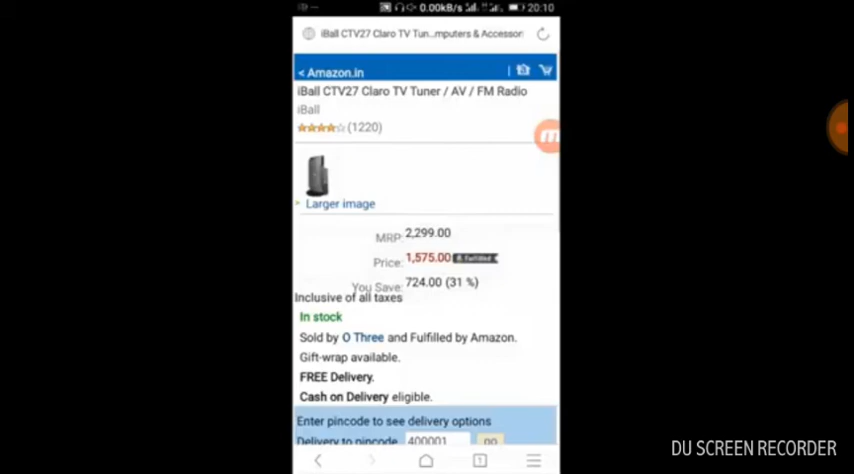 0.00kB/s 20:10
iBall CTV27 Claro TV Tun...mputers & Accessor
< Amazon.in
iBall CTV27 Claro TV Tuner / AV / FM Radio
iBall
(1220)
Larger image
MRP: 2,299.00
Price: 1,575.00 Fulfilled
You Save: 724.00 (31 %)
Inclusive of all taxes
In stock
Sold by O Three and Fulfilled by Amazon.
Gift-wrap available.
FREE Delivery.
Cash on Delivery eligible.
Enter pincode to see delivery options
Delivery to pincode 400001 go
1
DU SCREEN RECORDER